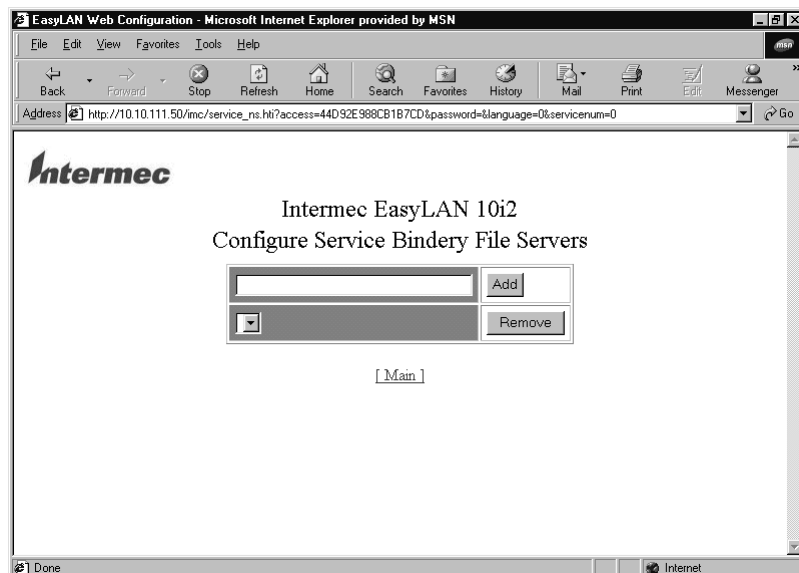 EasyLAN Web Configuration - Microsoft Internet Explorer provided by MSN
File Edit View Favorites Tools Help
msn
Back Forward Stop Refresh Home Search Favorites History Mail Print Edit Messenger »
Address http://10.10.111.50/imc/service_ns.hti?access=44D92E988CB1B7CD&password=&language=0&servicenum=0 Go
Intermec
Intermec EasyLAN 10i2
Configure Service Bindery File Servers
Add
Remove
[ Main ]
Done Internet